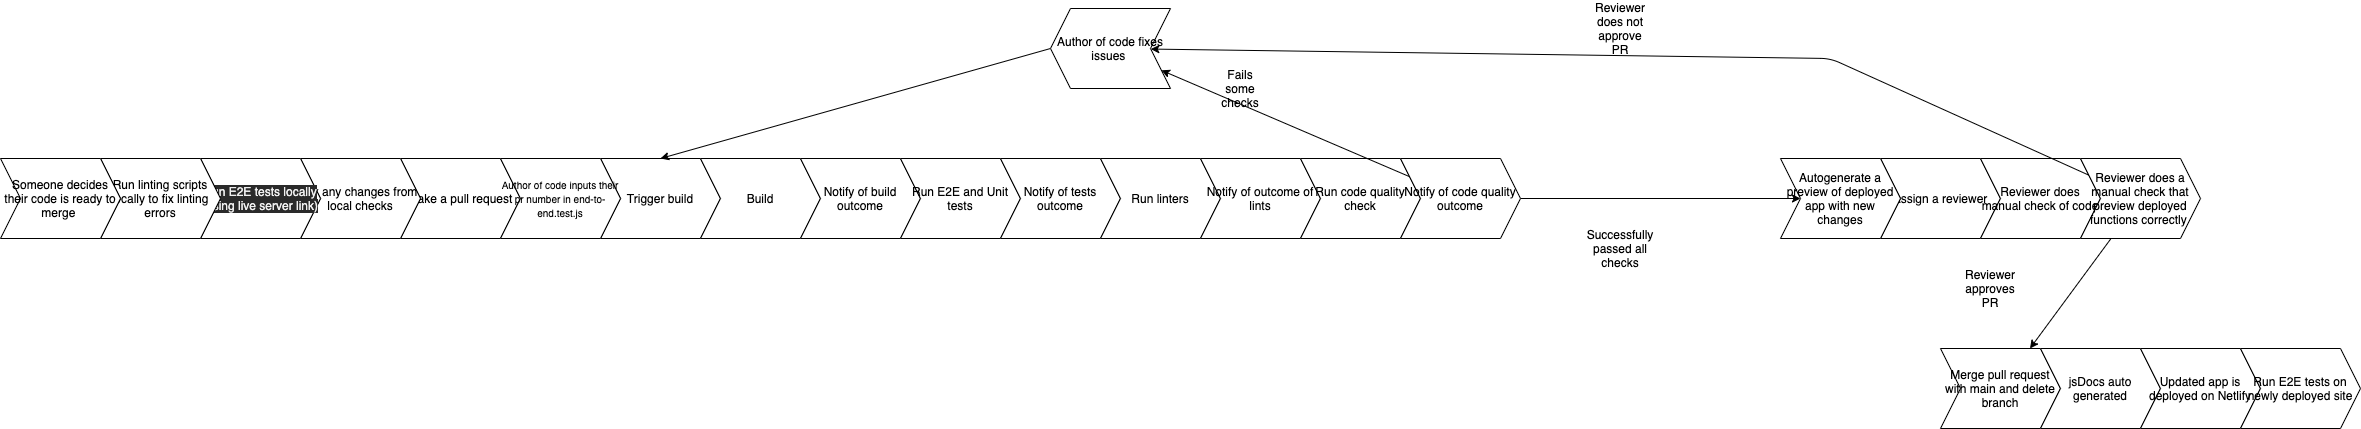 Reviewer
does not
approve
PR
Author of code fixes
issues
Fails
some
checks
Someone decides
their code is ready to
merge
Run linting scripts
cally to fix linting
errors
n E2E tests locally
ing live server link
any changes from
local checks
ake a pull request
Author of code inputs their
pr number in end-to-
end.test.js
Trigger build
Build
Notify of build
outcome
Run E2E and Unit
tests
Notify of tests
outcome
Run linters
Notify of outcome of
lints
Run code quality
check
Notify of code quality
outcome
Successfully
passed all
checks
Autogenerate a
preview of deployed
app with new
changes
ssign a reviewer
Reviewer does
manual check of code
Reviewer does a
manual check that
preview deployed
functions correctly
Reviewer
approves
PR
Merge pull request
with main and delete
branch
jsDocs auto
generated
Updated app is
deployed on Netlify
Run E2E tests on
newly deployed site